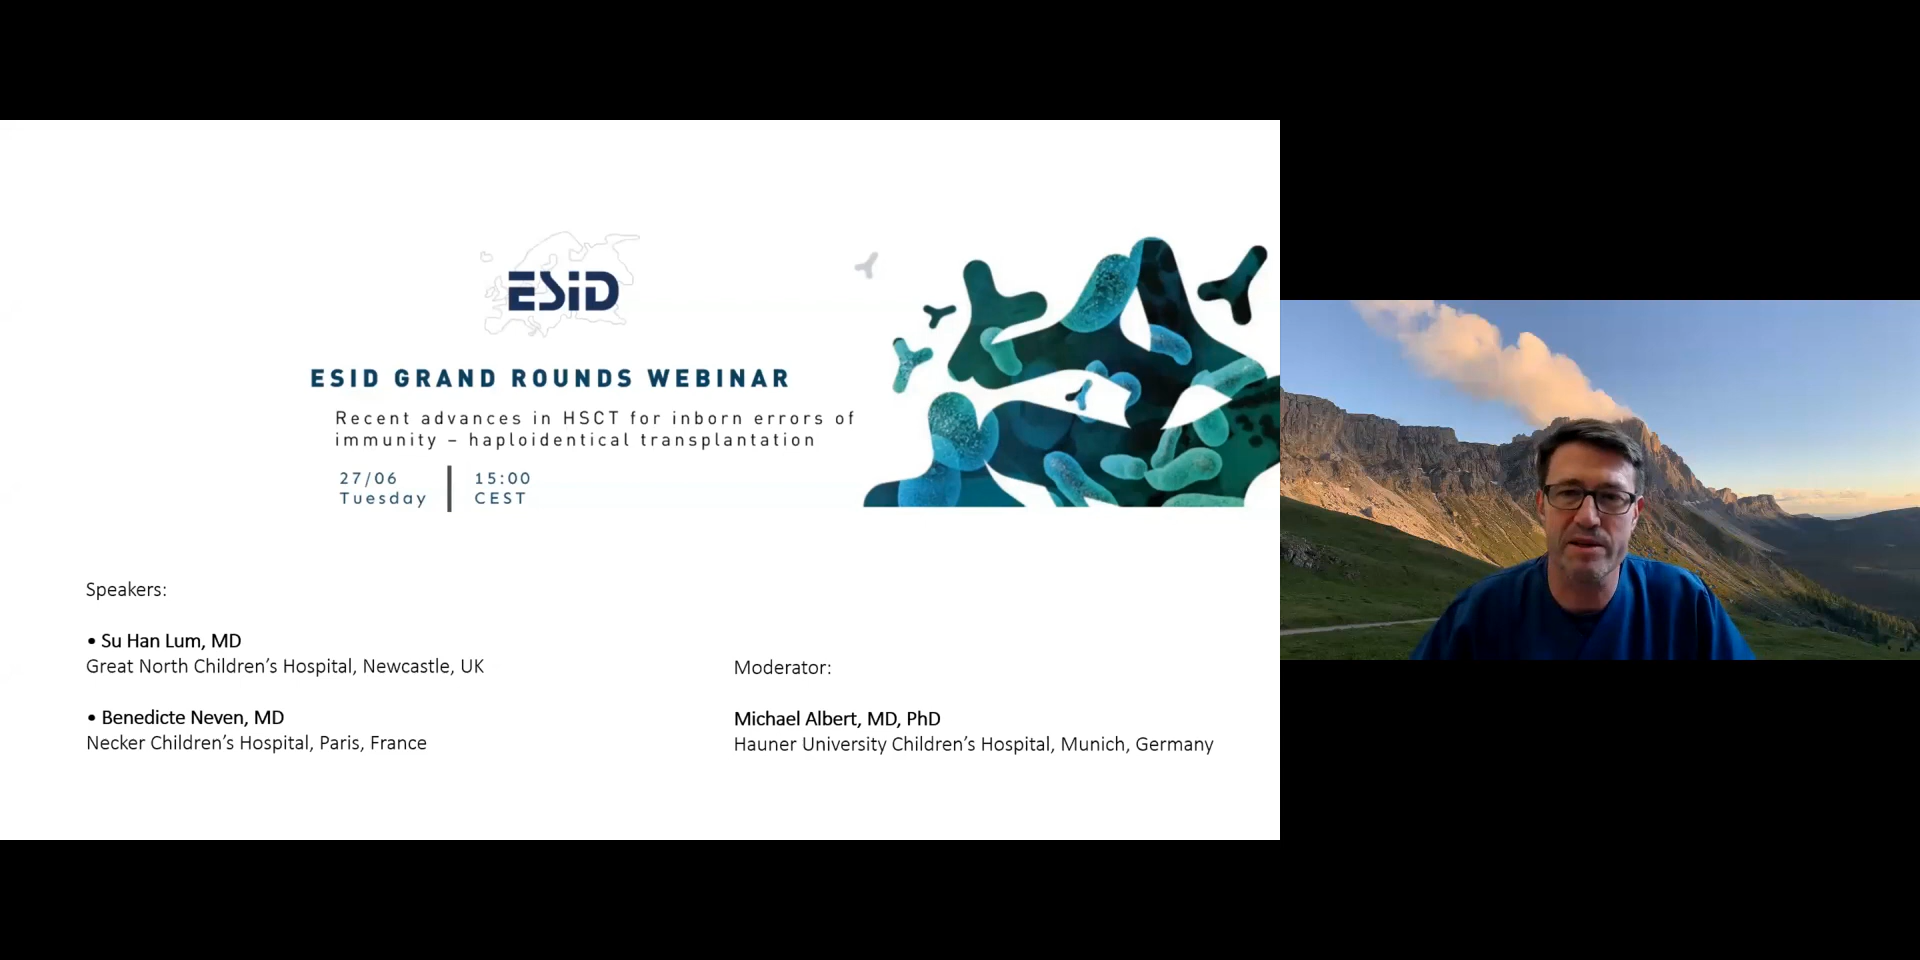 ESiD
ESID GRAND ROUNDS WEBINAR
Recent advances in HSCT for inborn errors of
immunity – haploidentical transplantation
27/06
Tuesday
15:00
CEST
Speakers:
• Su Han Lum, MD
Great North Children’s Hospital, Newcastle, UK
• Benedicte Neven, MD
Necker Children’s Hospital, Paris, France
Moderator:
Michael Albert, MD, PhD
Hauner University Children’s Hospital, Munich, Germany